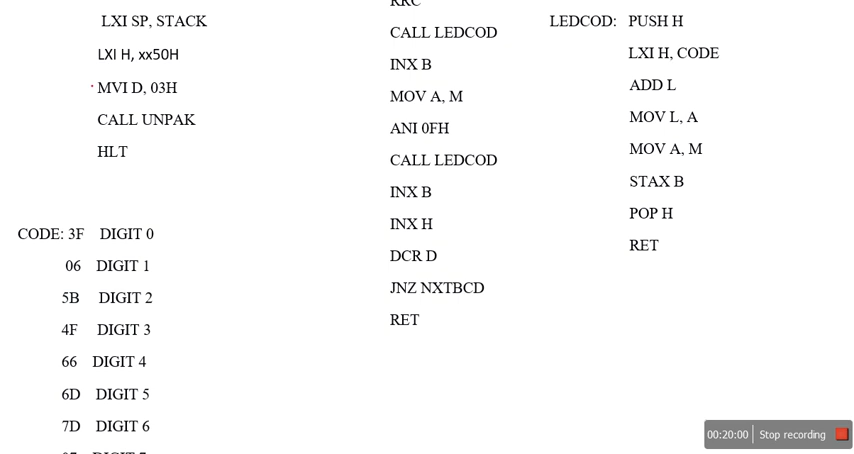 LXI SP, STACK
LXI H, xx50H
MVI D, 03H
CALL UNPAK
HLT
CODE: 3F DIGIT 0
06 DIGIT 1
5B DIGIT 2
4F DIGIT 3
66 DIGIT 4
6D DIGIT 5
7D DIGIT 6
RRC
CALL LEDCOD
INX B
MOV A, M
ANI 0FH
CALL LEDCOD
INX B
INX H
DCR D
JNZ NXTBCD
RET
LEDCOD: PUSH H
LXI H, CODE
ADD L
MOV L, A
MOV A, M
STAX B
POP H
RET
00:20:00 Stop recording